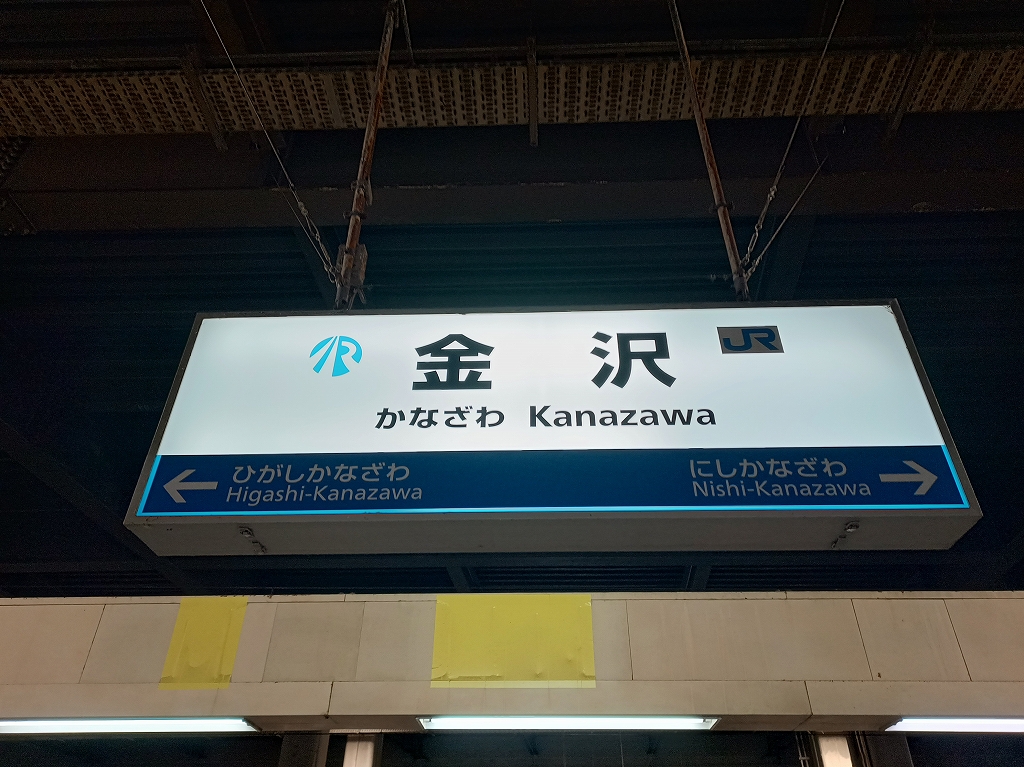 IR 金沢 JR
かなざわ Kanazawa
← ひがしかなざわ
Higashi-Kanazawa
にしかなざわ →
Nishi-Kanazawa